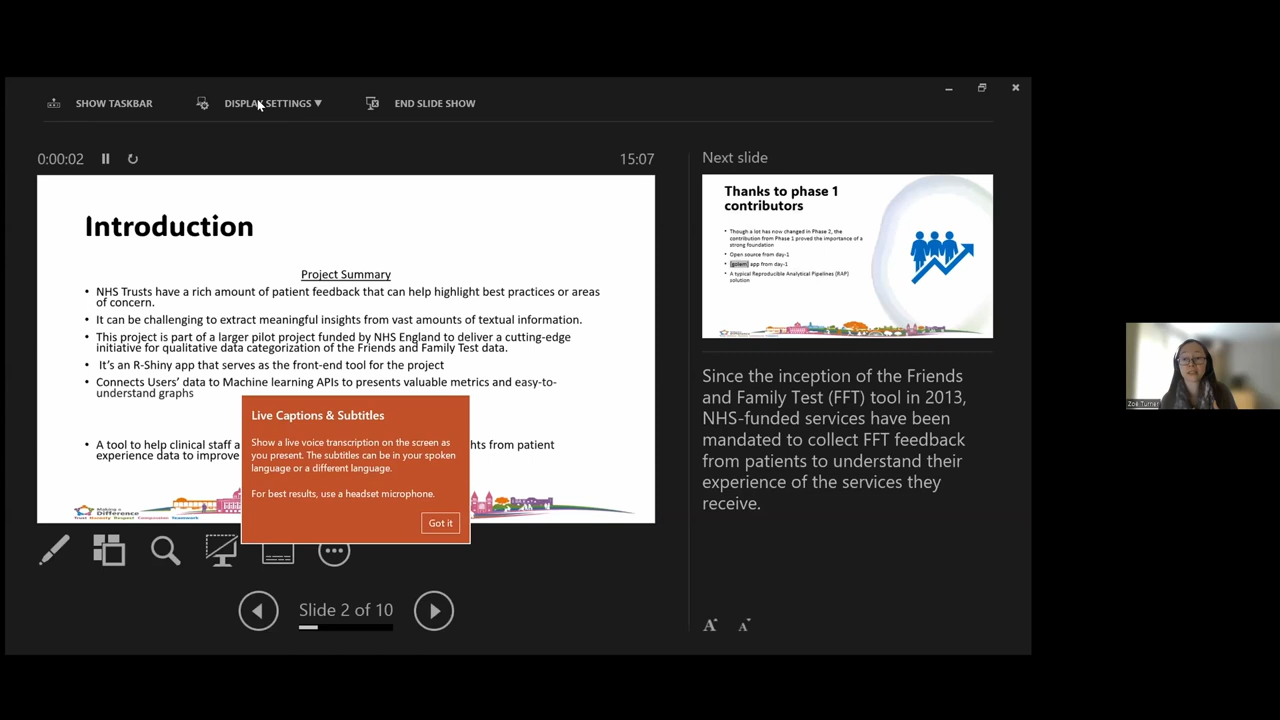 SHOW TASKBAR
DISPLAY SETTINGS ▼
END SLIDE SHOW
0:00:02
15:07
Introduction
Project Summary
• NHS Trusts have a rich amount of patient feedback that can help highlight best practices or areas
of concern.
• It can be challenging to extract meaningful insights from vast amounts of textual information.
• This project is part of a larger pilot project funded by NHS England to deliver a cutting-edge
initiative for qualitative data categorization of the Friends and Family Test data.
• It’s an R-Shiny app that serves as the front-end tool for the project
• Connects Users’ data to Machine learning APIs to presents valuable metrics and easy-to-
understand graphs
• A tool to help clinical staff a
hts from patient
experience data to improve
Making a
Difference
Trust Honesty Respect Compassion Teamwork
Live Captions & Subtitles
Show a live voice transcription on the screen as
you present. The subtitles can be in your spoken
language or a different language.
For best results, use a headset microphone.
Got it
Slide 2 of 10
Next slide
Thanks to phase 1
contributors
• Though a lot has now changed in Phase 2, the
contribution from Phase 1 proved the importance of a
strong foundation
• Open source from day-1
• [golem] app from day-1
• A typical Reproducible Analytical Pipelines (RAP)
solution
Since the inception of the Friends
and Family Test (FFT) tool in 2013,
NHS-funded services have been
mandated to collect FFT feedback
from patients to understand their
experience of the services they
receive.
A
A
Zoë Turner